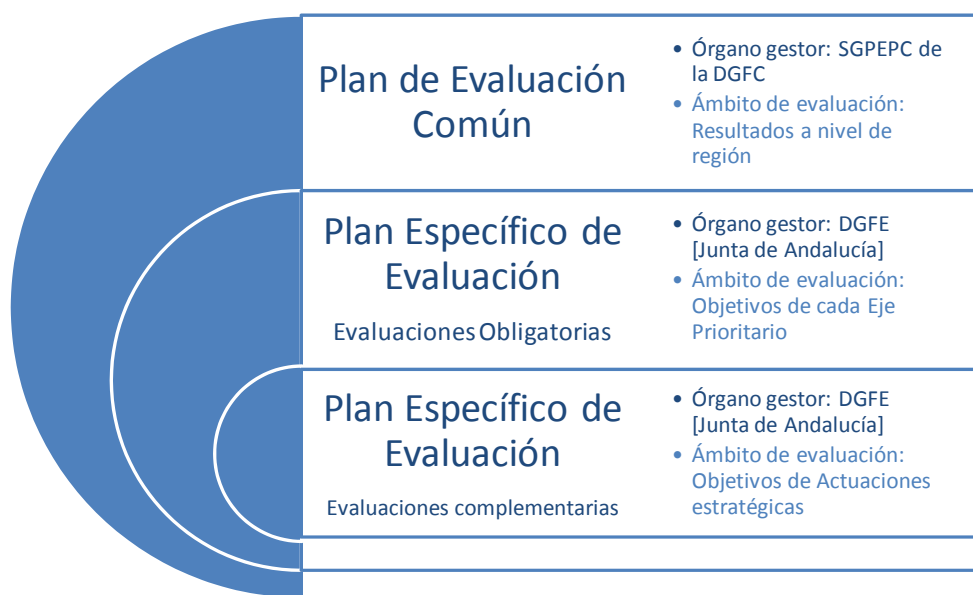 Plan de Evaluación
Común
• Órgano gestor: SGPEPC de
la DGFC
• Ámbito de evaluación:
Resultados a nivel de
región
Plan Específico de
Evaluación
Evaluaciones Obligatorias
• Órgano gestor: DGFE
[Junta de Andalucía]
• Ámbito de evaluación:
Objetivos de cada Eje
Prioritario
Plan Específico de
Evaluación
Evaluaciones complementarias
• Órgano gestor: DGFE
[Junta de Andalucía]
• Ámbito de evaluación:
Objetivos de Actuaciones
estratégicas